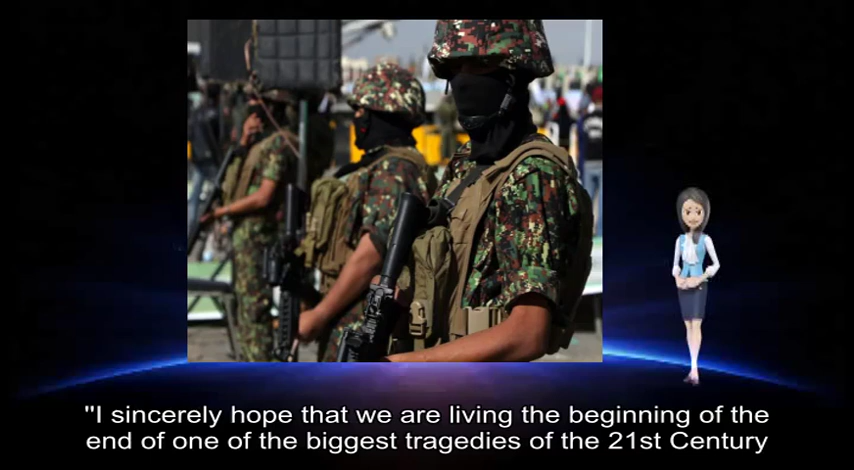 "I sincerely hope that we are living the beginning of the
end of one of the biggest tragedies of the 21st Century